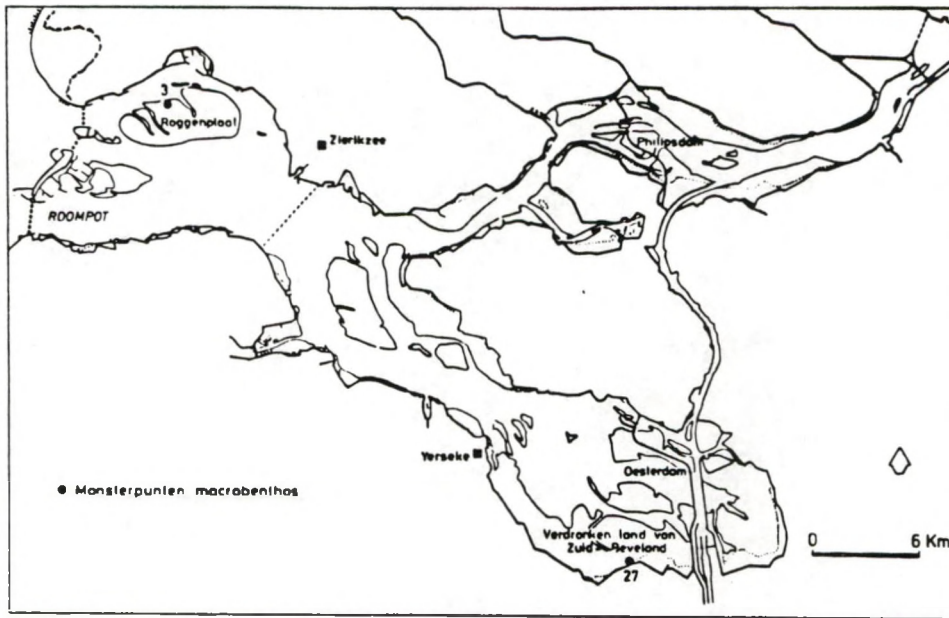 3
Roggenplaat
Zierikzee
Philipsdam
ROOMPOT
Yerseke
Oesterdam
● Monsterpunten macrobenthos
Verdronken land van
Zuid-Beveland
27
0 6 Km